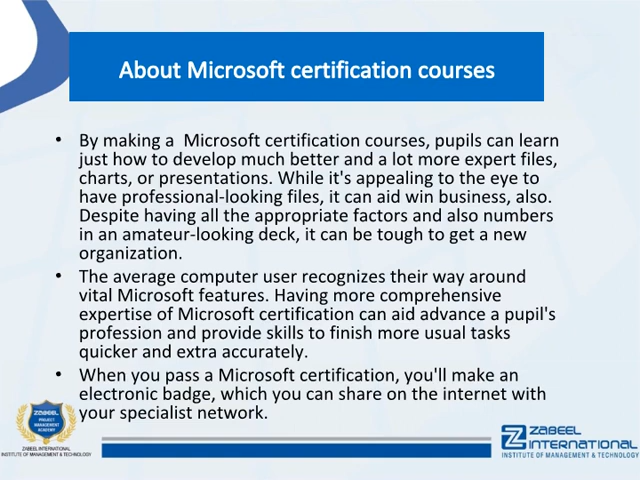 About Microsoft certification courses
• By making a  Microsoft certification courses, pupils can learn
just how to develop much better and a lot more expert files,
charts, or presentations. While it's appealing to the eye to
have professional-looking files, it can aid win business, also.
Despite having all the appropriate factors and also numbers
in an amateur-looking deck, it can be tough to get a new
organization.
• The average computer user recognizes their way around
vital Microsoft features. Having more comprehensive
expertise of Microsoft certification can aid advance a pupil's
profession and provide skills to finish more usual tasks
quicker and extra accurately.
• When you pass a Microsoft certification, you'll make an
electronic badge, which you can share on the internet with
your specialist network.
ZABEEL
PROJECT
MANAGEMENT
ACADEMY
ZABEEL INTERNATIONAL
INSTITUTE OF MANAGEMENT & TECHNOLOGY
ZABEEL
INTERNATIONAL
INSTITUTE OF MANAGEMENT & TECHNOLOGY